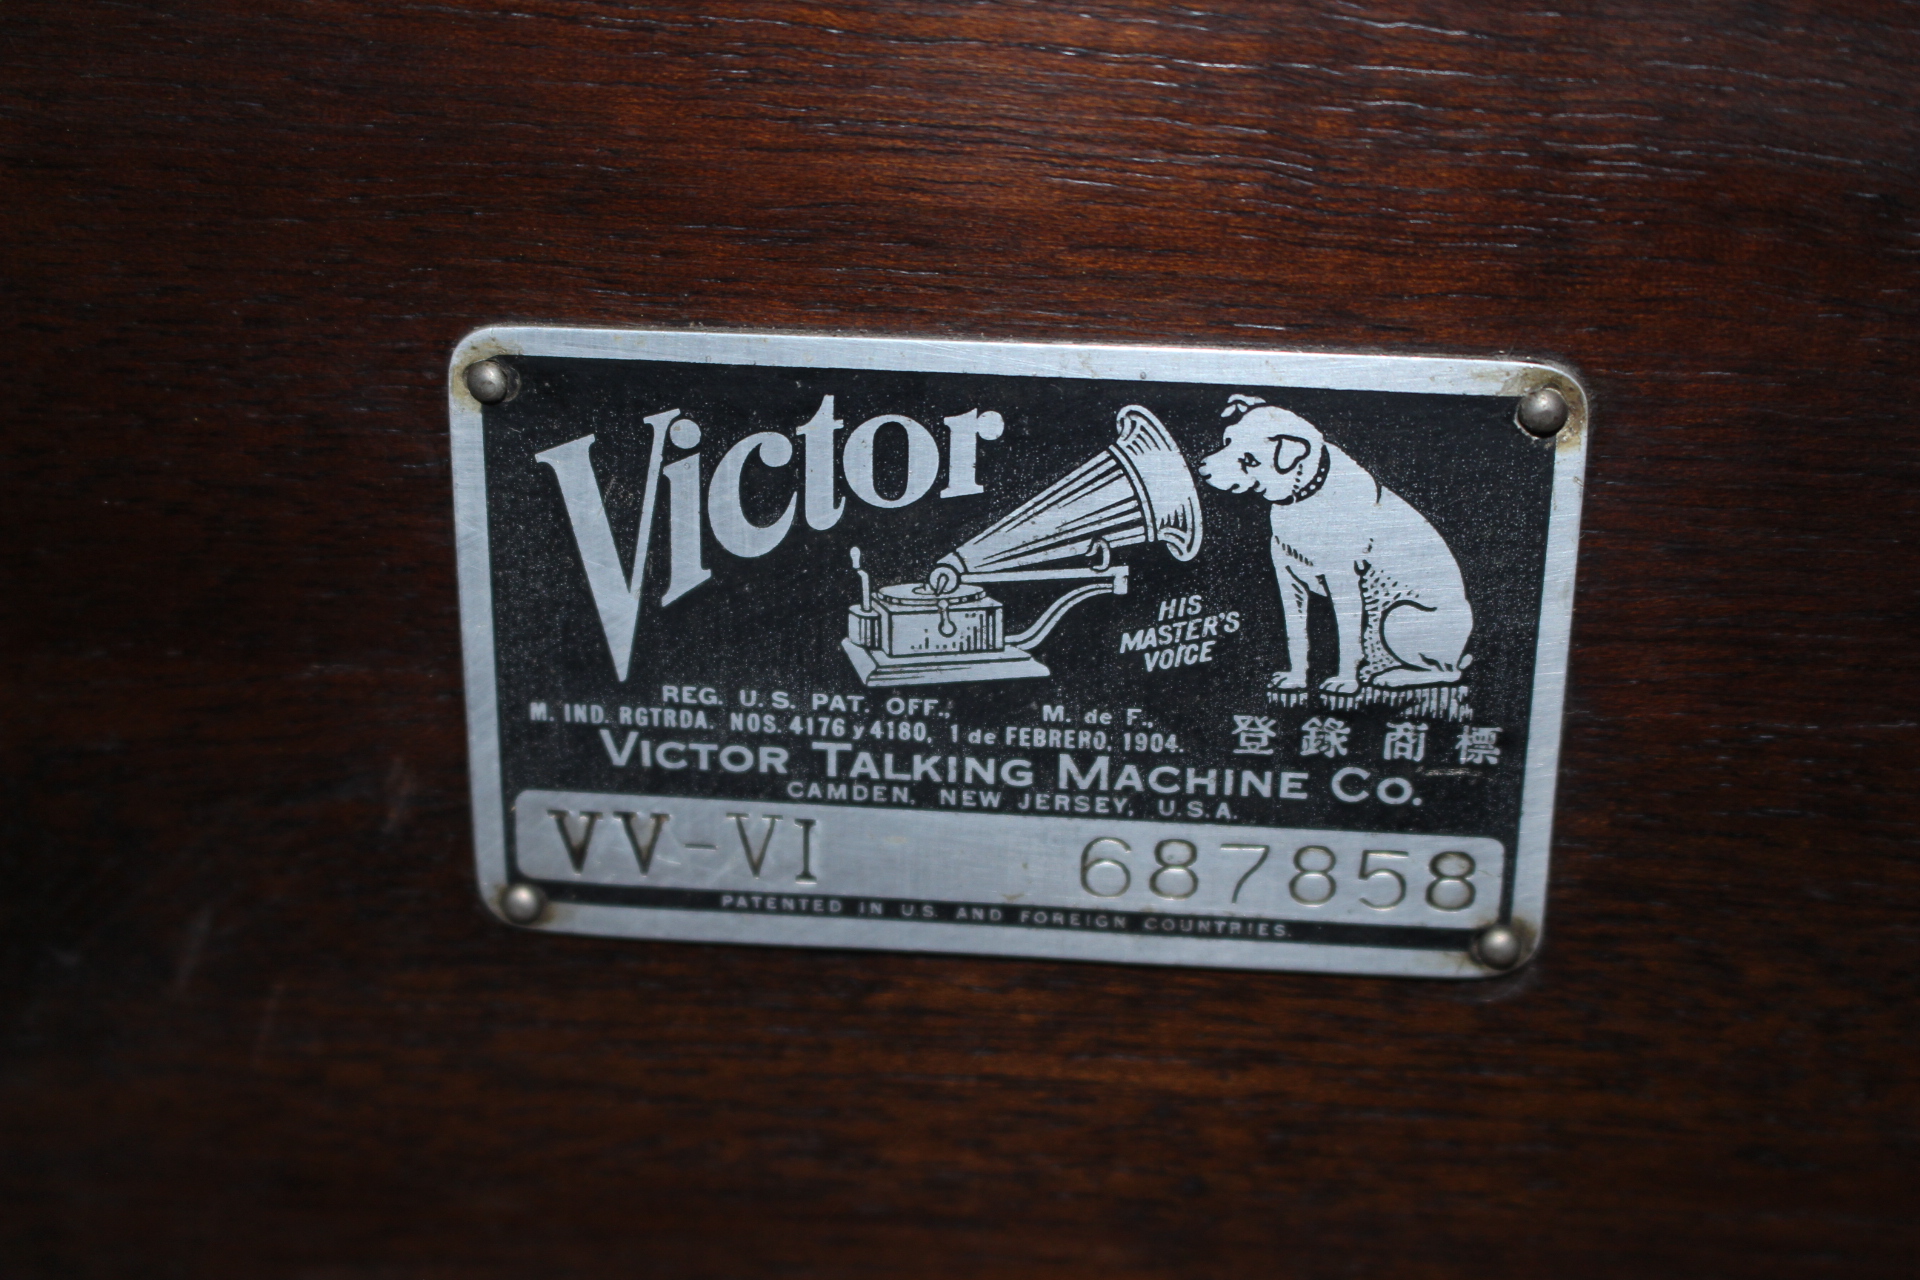 Victor
HIS
MASTER'S
VOICE
REG. U.S. PAT. OFF.; M. de F.,
M. IND. RGTRDA. NOS. 4176 y 4180, 1 de FEBRERO, 1904.
登錄商標
VICTOR TALKING MACHINE CO.
CAMDEN, NEW JERSEY, U.S.A.
VV-VI 687858
PATENTED IN U.S. AND FOREIGN COUNTRIES.